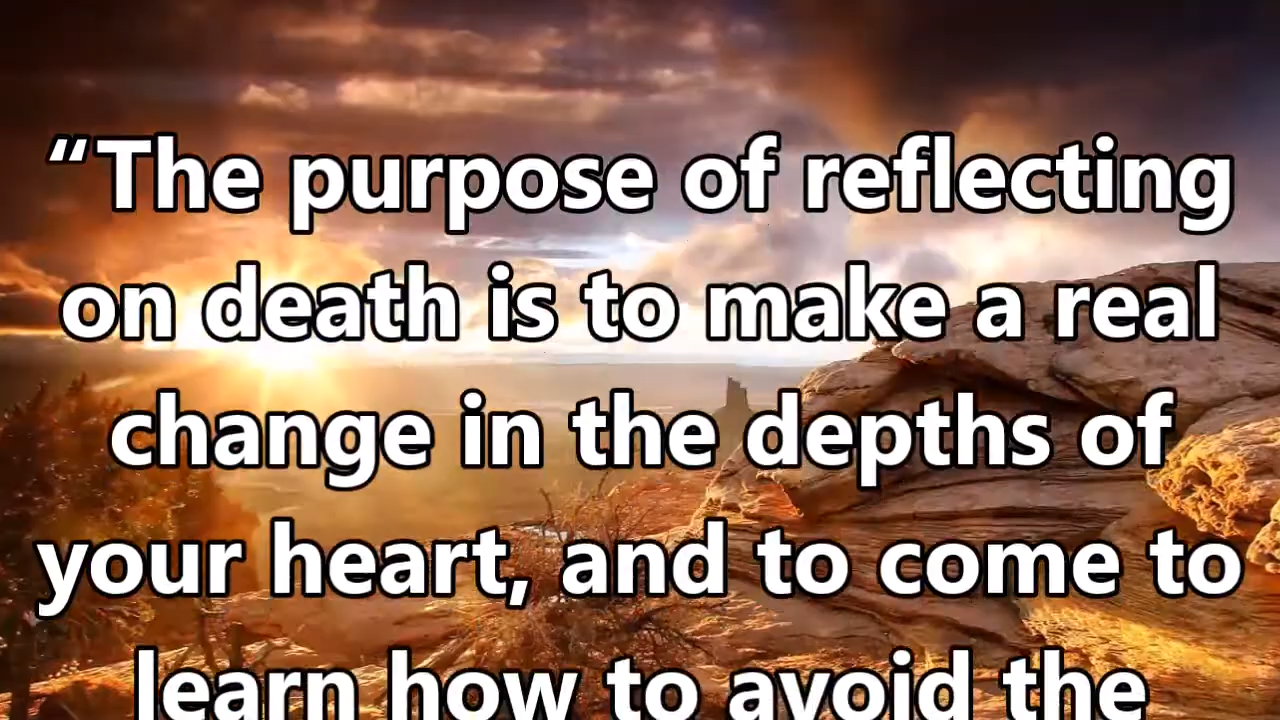 “The purpose of reflecting
on death is to make a real
change in the depths of
your heart, and to come to
learn how to avoid the